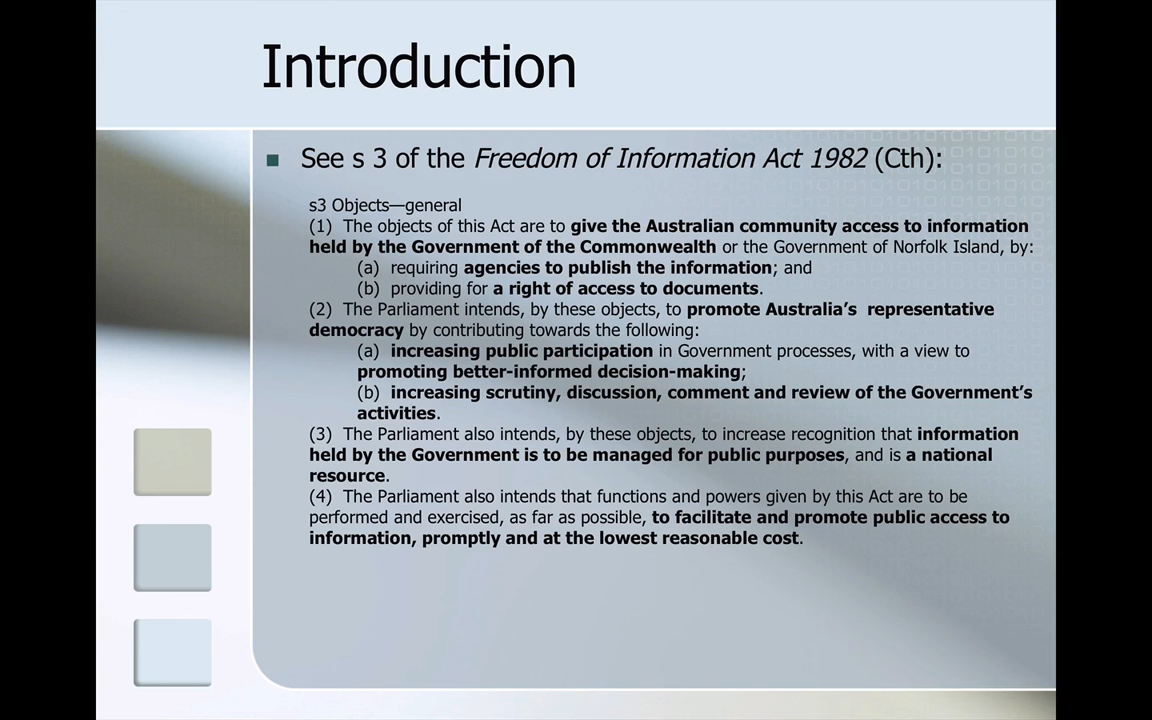 Introduction
See s 3 of the Freedom of Information Act 1982 (Cth):
s3 Objects—general
(1) The objects of this Act are to give the Australian community access to information
held by the Government of the Commonwealth or the Government of Norfolk Island, by:
(a) requiring agencies to publish the information; and
(b) providing for a right of access to documents.
(2) The Parliament intends, by these objects, to promote Australia’s representative
democracy by contributing towards the following:
(a) increasing public participation in Government processes, with a view to
promoting better-informed decision-making;
(b) increasing scrutiny, discussion, comment and review of the Government’s
activities.
(3) The Parliament also intends, by these objects, to increase recognition that information
held by the Government is to be managed for public purposes, and is a national
resource.
(4) The Parliament also intends that functions and powers given by this Act are to be
performed and exercised, as far as possible, to facilitate and promote public access to
information, promptly and at the lowest reasonable cost.